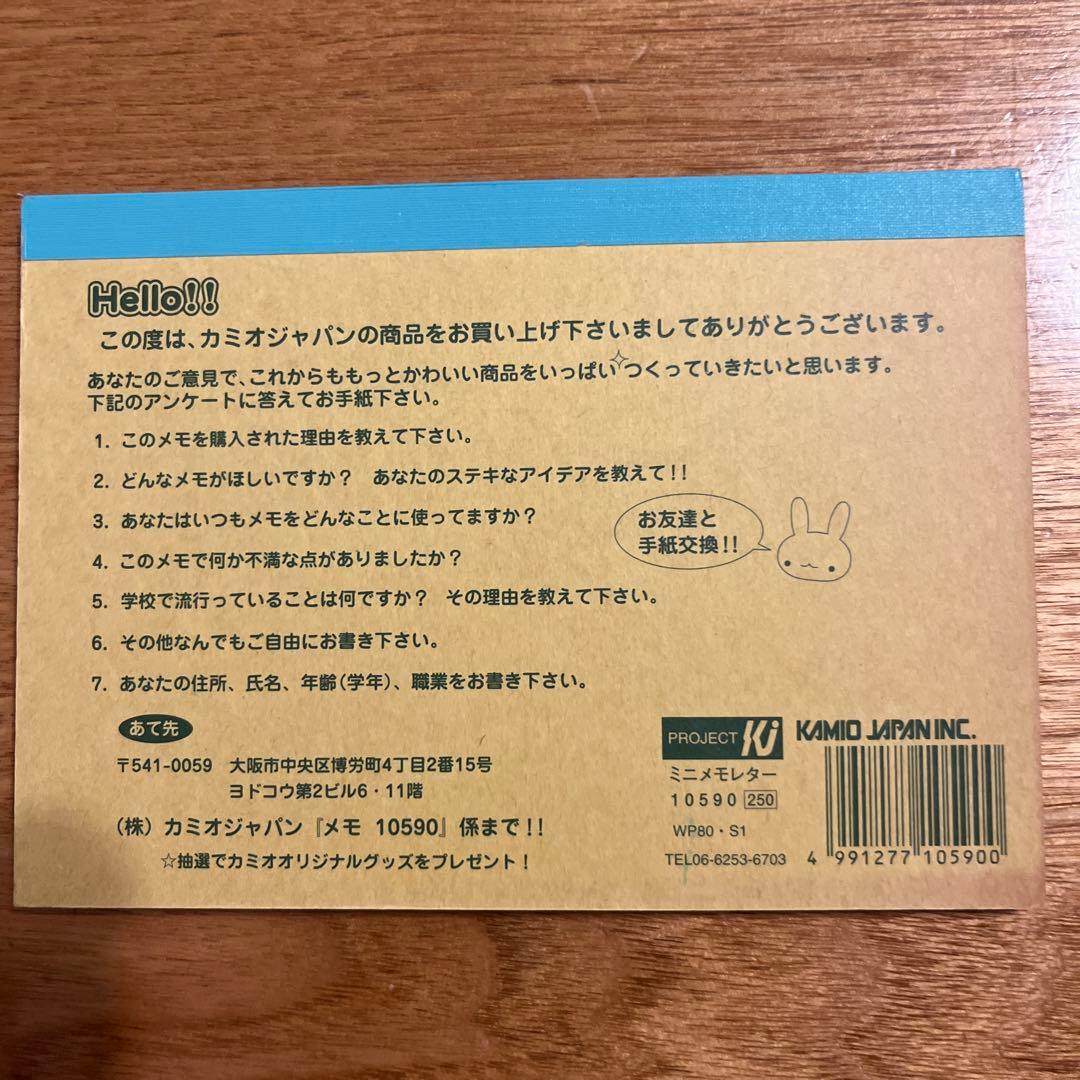 Hello!!
この度は、カミオジャパンの商品をお買い上げ下さいましてありがとうございます。
あなたのご意見で、これからももっとかわいい商品をいっぱい✧つくっていきたいと思います。
下記のアンケートに答えてお手紙下さい。
1. このメモを購入された理由を教えて下さい。
2. どんなメモがほしいですか？ あなたのステキなアイデアを教えて!!
3. あなたはいつもメモをどんなことに使ってますか？
4. このメモで何か不満な点がありましたか？
5. 学校で流行っていることは何ですか？ その理由を教えて下さい。
6. その他なんでもご自由にお書き下さい。
7. あなたの住所、氏名、年齢(学年)、職業をお書き下さい。
お友達と
手紙交換!!
あて先
〒541-0059 大阪市中央区博労町4丁目2番15号
ヨドコウ第2ビル6・11階
(株) カミオジャパン『メモ 10590』係まで!!
☆抽選でカミオオリジナルグッズをプレゼント!
PROJECT Ki KAMIO JAPAN INC.
ミニメモレター
10590 250
WP80・S1
TEL06-6253-6703
4 991277 105900